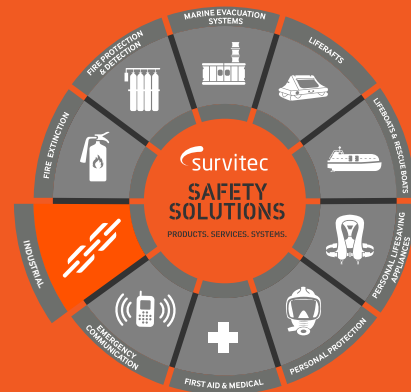 MARINE EVACUATION
SYSTEMS
LIFERAFTS
LIFEBOATS &
RESCUE BOATS
PERSONAL LIFESAVING
APPLIANCES
PERSONAL PROTECTION
FIRST AID & MEDICAL
EMERGENCY
COMMUNICATION
INDUSTRIAL
FIRE EXTINCTION
FIRE PROTECTION
& DETECTION
survitec
SAFETY
SOLUTIONS
PRODUCTS. SERVICES. SYSTEMS.